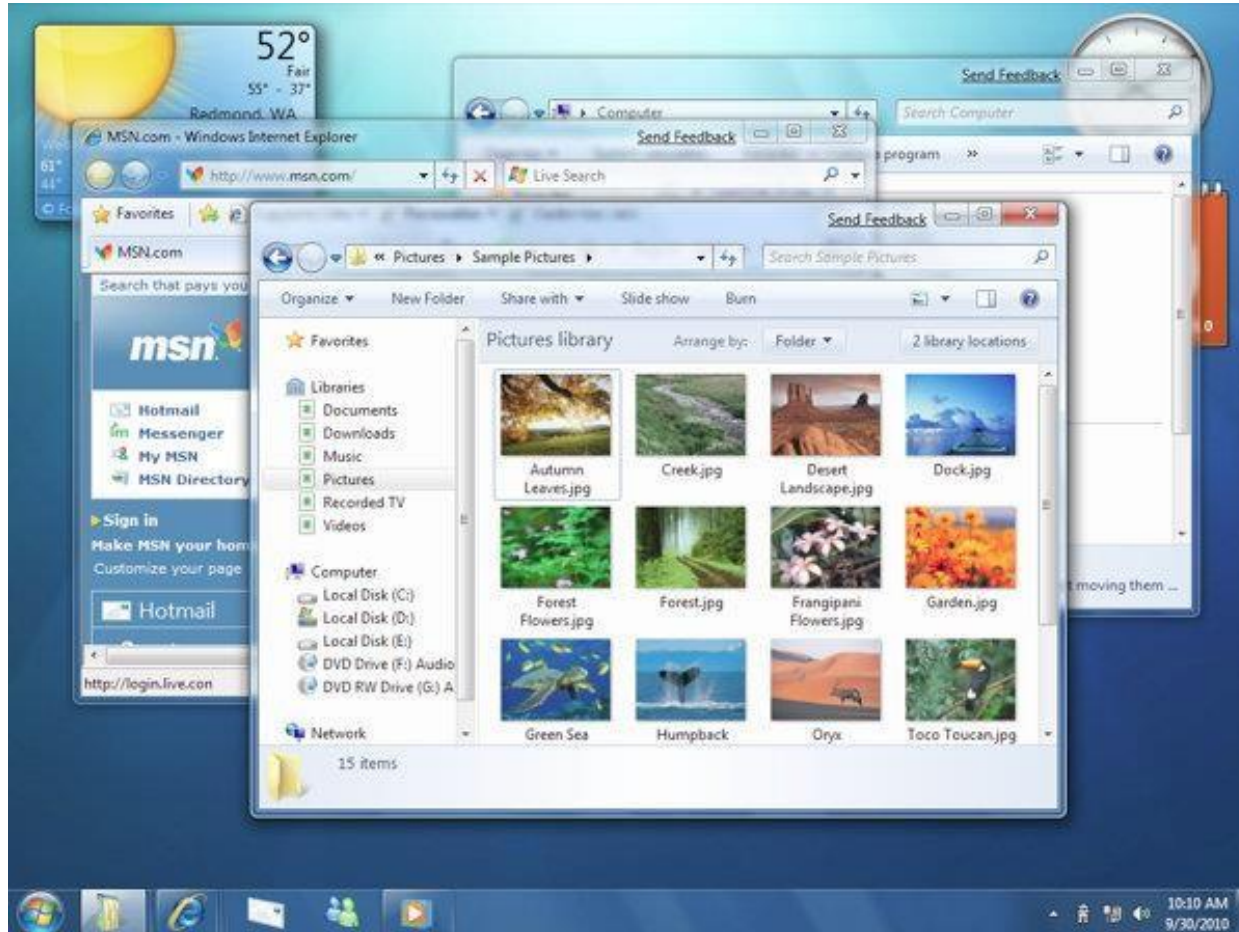 52°
Fair
55° - 37°
Redmond, WA
61°
44°
Send Feedback
Computer
Search Computer
program »
moving them ...
MSN.com - Windows Internet Explorer
Send Feedback
http://www.msn.com/
Live Search
Favorites
MSN.com
Search that pays you
msn
Hotmail
Messenger
My MSN
MSN Directory
Sign in
Make MSN your hom
Customize your page
Hotmail
http://login.live.con
Send Feedback
« Pictures ▸ Sample Pictures ▸
Search Sample Pictures
Organize ▾ New Folder Share with ▾ Slide show Burn
Favorites
Libraries
Documents
Downloads
Music
Pictures
Recorded TV
Videos
Computer
Local Disk (C:)
Local Disk (D:)
Local Disk (E:)
DVD Drive (F:) Audio
DVD RW Drive (G:) A
Network
Pictures library
Arrange by: Folder ▾
2 library locations
Autumn
Leaves.jpg
Creek.jpg
Desert
Landscape.jpg
Dock.jpg
Forest
Flowers.jpg
Forest.jpg
Frangipani
Flowers.jpg
Garden.jpg
Green Sea
Humpback
Oryx
Toco Toucan.jpg
15 items
0
10:10 AM
9/30/2010